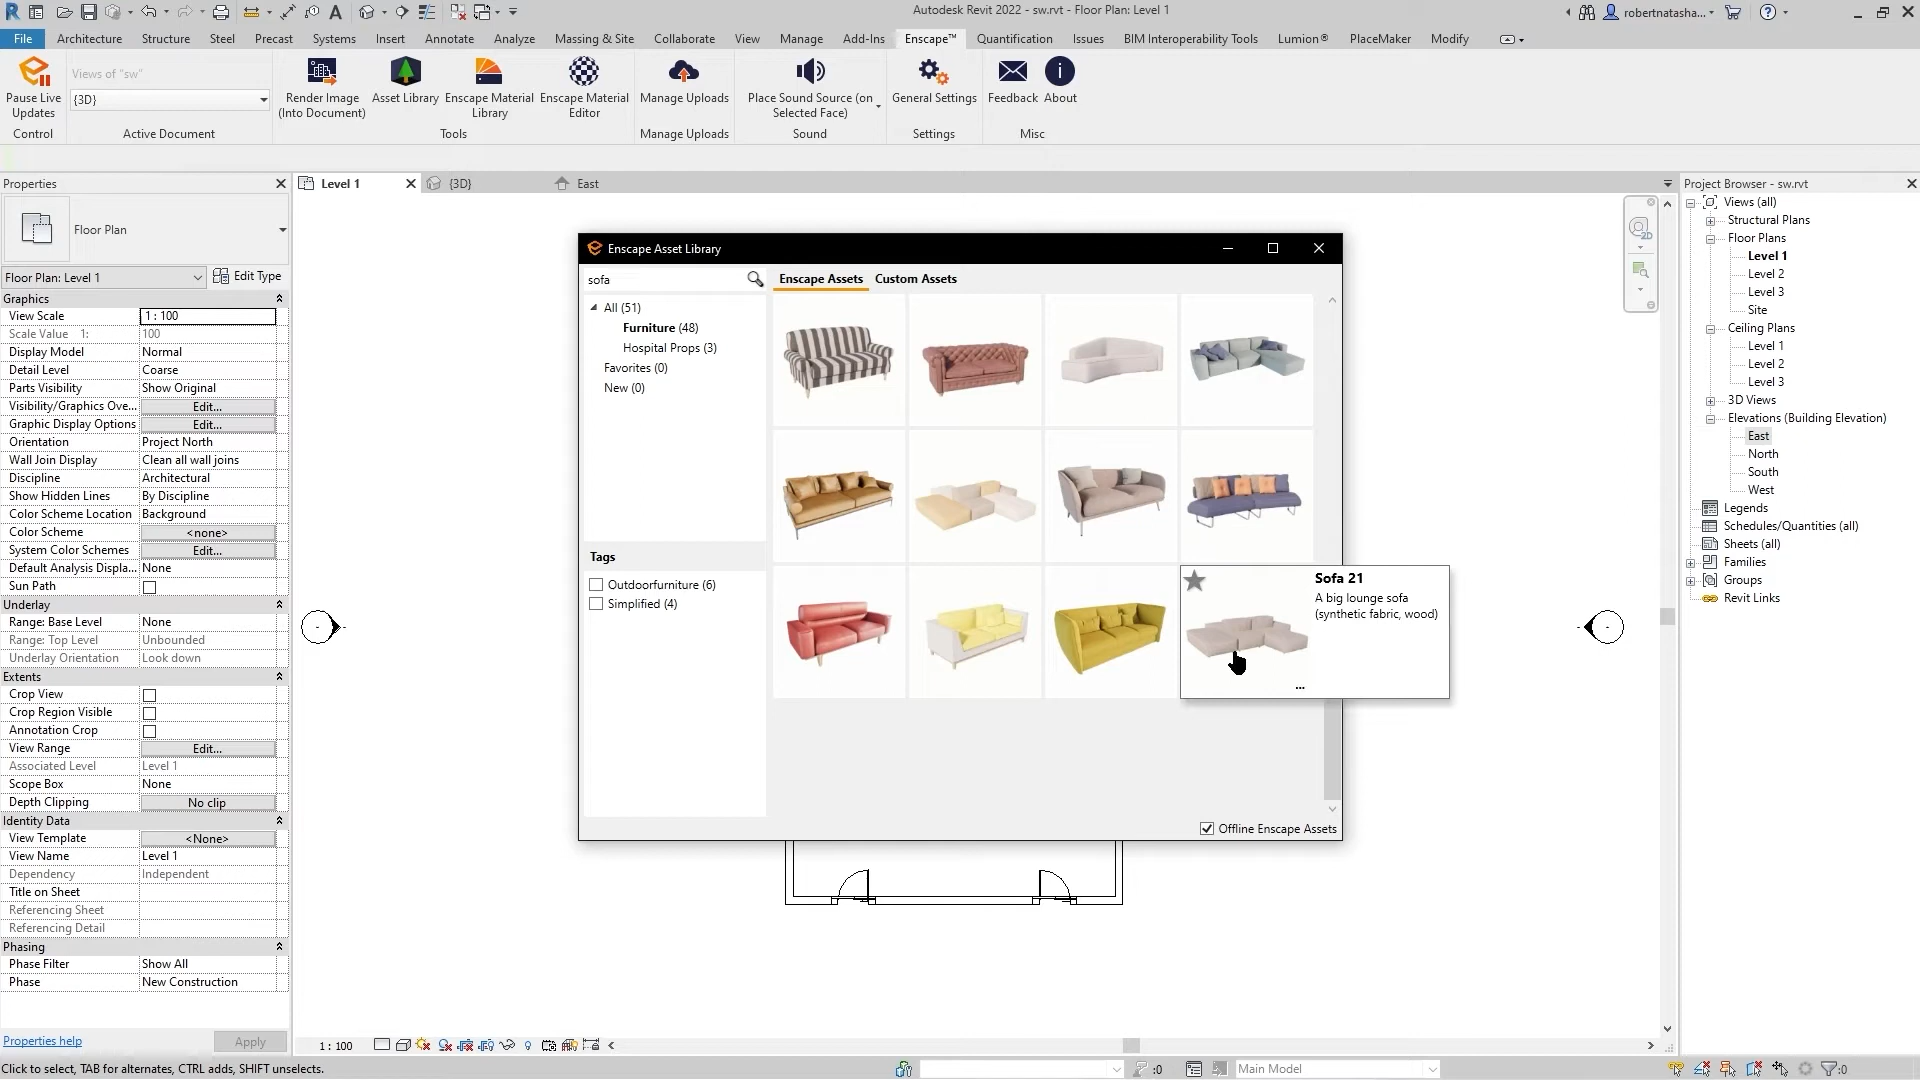 Autodesk Revit 2022 - sw.rvt - Floor Plan: Level 1
robertnatasha...
File Architecture Structure Steel Precast Systems Insert Annotate Analyze Massing & Site Collaborate View Manage Add-Ins Enscape™ Quantification Issues BIM Interoperability Tools Lumion® PlaceMaker Modify
Views of "sw"
{3D}
Pause Live Updates
Render Image (Into Document)
Asset Library
Enscape Material Library
Enscape Material Editor
Manage Uploads
Place Sound Source (on Selected Face)
General Settings
Feedback
About
Control
Active Document
Tools
Manage Uploads
Sound
Settings
Misc
Properties
Floor Plan
Floor Plan: Level 1
Edit Type
Graphics
View Scale 1 : 100
Scale Value 1: 100
Display Model Normal
Detail Level Coarse
Parts Visibility Show Original
Visibility/Graphics Ove... Edit...
Graphic Display Options Edit...
Orientation Project North
Wall Join Display Clean all wall joins
Discipline Architectural
Show Hidden Lines By Discipline
Color Scheme Location Background
Color Scheme <none>
System Color Schemes Edit...
Default Analysis Displa... None
Sun Path
Underlay
Range: Base Level None
Range: Top Level Unbounded
Underlay Orientation Look down
Extents
Crop View
Crop Region Visible
Annotation Crop
View Range Edit...
Associated Level Level 1
Scope Box None
Depth Clipping No clip
Identity Data
View Template <None>
View Name Level 1
Dependency Independent
Title on Sheet
Referencing Sheet
Referencing Detail
Phasing
Phase Filter Show All
Phase New Construction
Properties help
Apply
Level 1
{3D}
East
Enscape Asset Library
sofa
Enscape Assets Custom Assets
All (51)
Furniture (48)
Hospital Props (3)
Favorites (0)
New (0)
Tags
Outdoorfurniture (6)
Simplified (4)
Sofa 21
A big lounge sofa
(synthetic fabric, wood)
...
Offline Enscape Assets
2D
Project Browser - sw.rvt
Views (all)
Structural Plans
Floor Plans
Level 1
Level 2
Level 3
Site
Ceiling Plans
Level 1
Level 2
Level 3
3D Views
Elevations (Building Elevation)
East
North
South
West
Legends
Schedules/Quantities (all)
Sheets (all)
Families
Groups
Revit Links
1 : 100
Click to select, TAB for alternates, CTRL adds, SHIFT unselects.
:0
Main Model
:0